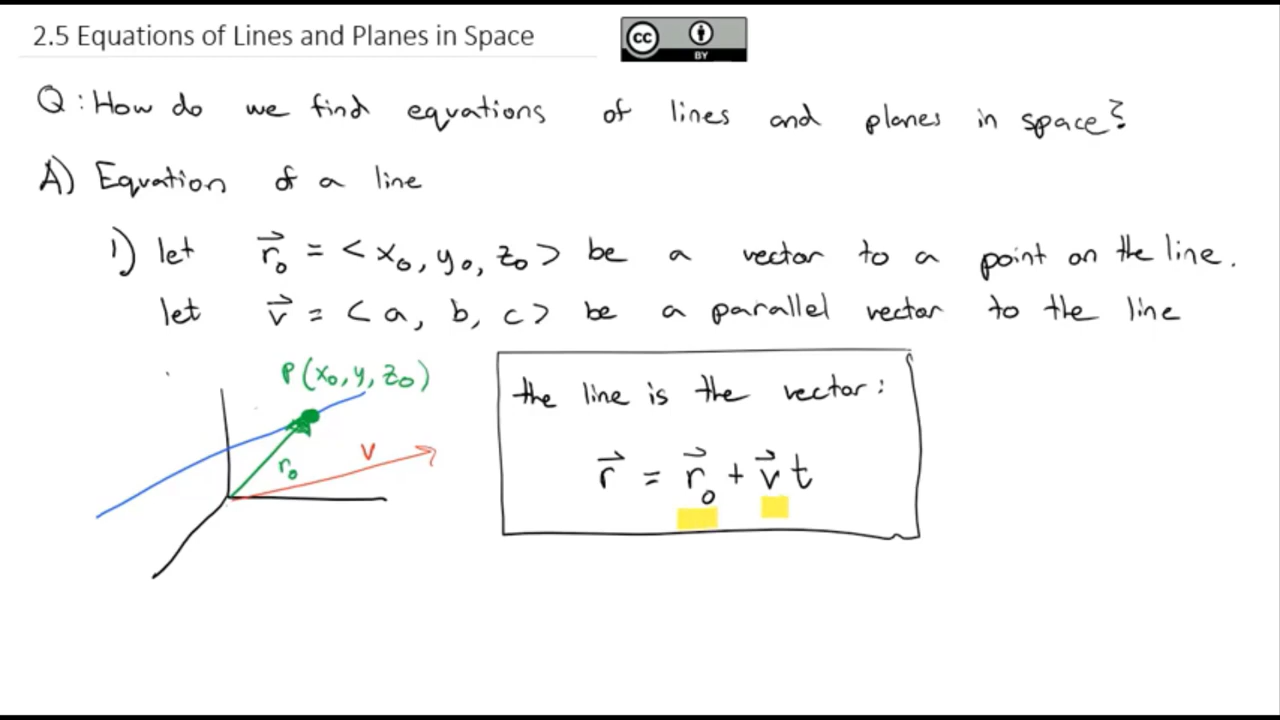 2.5 Equations of Lines and Planes in Space
cc BY
Q: How do we find equations of lines and planes in space?
A) Equation of a line
1) let r⃗₀ = < x₀, y₀, z₀ > be a vector to a point on the line.
let v⃗ = < a, b, c > be a parallel vector to the line
P(x₀, y, z₀)
r₀
v
the line is the vector:
r⃗ = r⃗₀ + v⃗ t